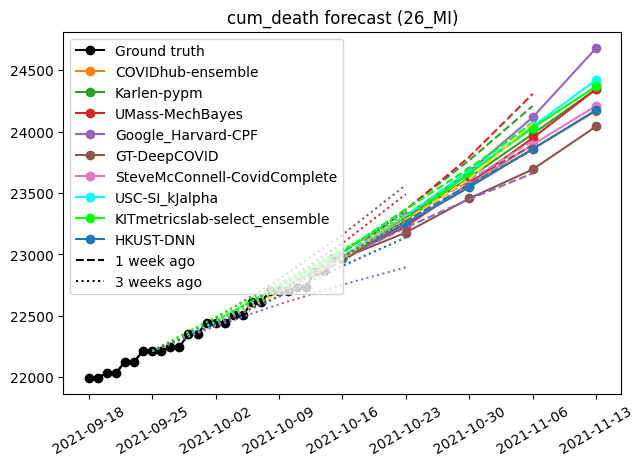 cum_death forecast (26_MI)
24500
24000
23500
23000
22500
22000
Ground truth
COVIDhub-ensemble
Karlen-pypm
UMass-MechBayes
Google_Harvard-CPF
GT-DeepCOVID
SteveMcConnell-CovidComplete
USC-SI_kJalpha
KITmetricslab-select_ensemble
HKUST-DNN
1 week ago
3 weeks ago
2021-09-18
2021-09-25
2021-10-02
2021-10-09
2021-10-16
2021-10-23
2021-10-30
2021-11-06
2021-11-13